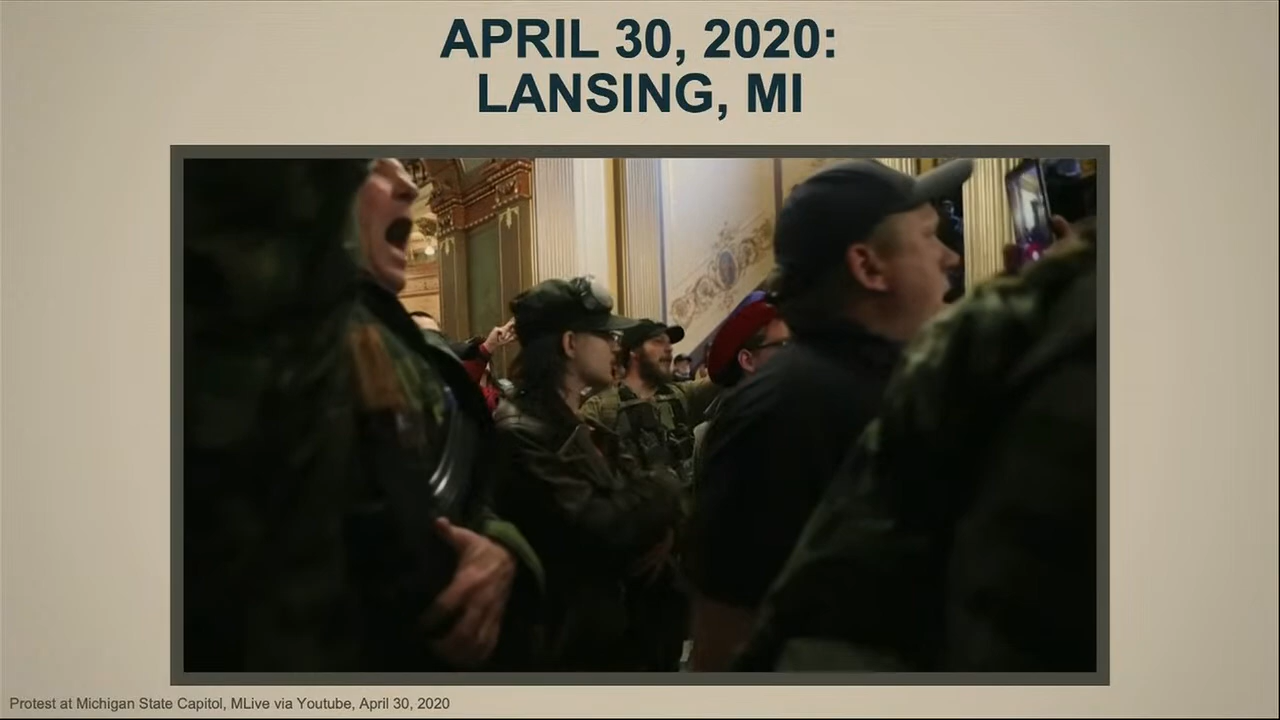 APRIL 30, 2020:
LANSING, MI
Protest at Michigan State Capitol, MLive via Youtube, April 30, 2020